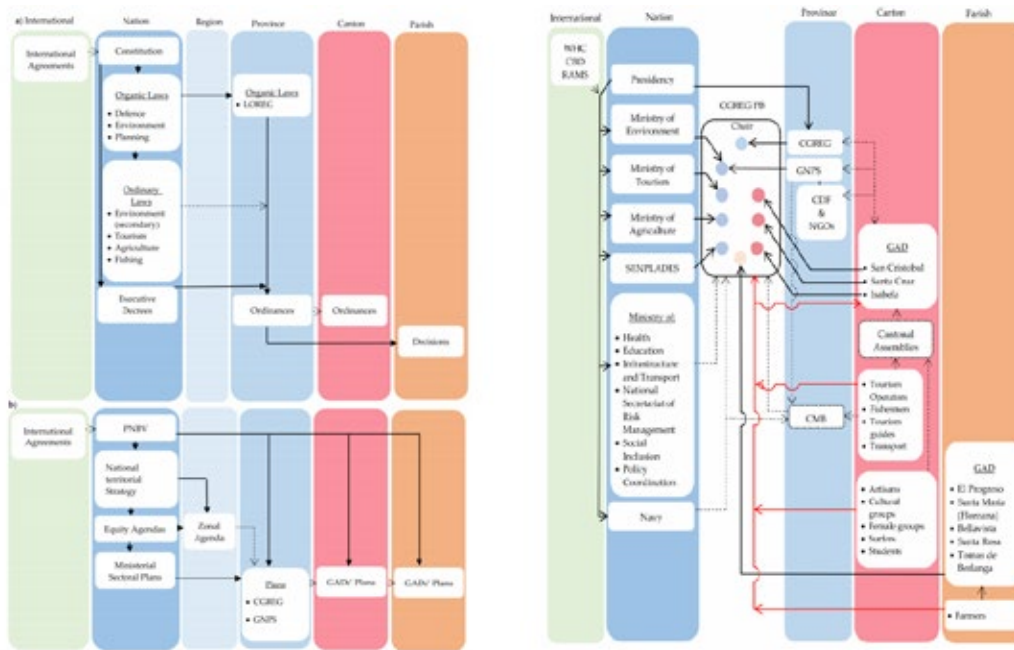 a) International
Nation
Region
Province
Canton
Parish
International
Agreements
Constitution
Organic Laws
• Defence
• Environment
• Planning
Organic Laws
• LOREG
Ordinary
Laws
• Environment
(secondary)
• Tourism
• Agriculture
• Fishing
Executive
Decrees
Ordinances
Ordinances
Decisions
b)
International
Agreements
PNBV
National
territorial
Strategy
Equity Agendas
Zonal
Agenda
Ministerial
Sectoral Plans
Plans
• CGREG
• GNPS
GADs' Plans
GADs' Plans
International
Nation
Province
Canton
Parish
WHC
CBD
RAMS
Presidency
Ministry of
Environment
Ministry of
Tourism
Ministry of
Agriculture
SENPLADES
Ministry of:
• Health
• Education
• Infrastructure
and Transport
• National
Secretariat of
Risk
Management
• Social
Inclusion
• Policy
Coordination
Navy
CGREG PB
Chair
CGREG
GNPS
CDF
&
NGOs
CMB
GAD
• San Cristobal
• Santa Cruz
• Isabela
Cantonal
Assemblies
• Tourism
Operators
• Fishermen
• Tourism
guides
• Transport
• Artisans
• Cultural
groups
• Female groups
• Surfers
• Students
GAD
• El Progreso
• Santa Maria
(Floreana)
• Bellavista
• Santa Rosa
• Tomas de
Berlanga
• Farmers